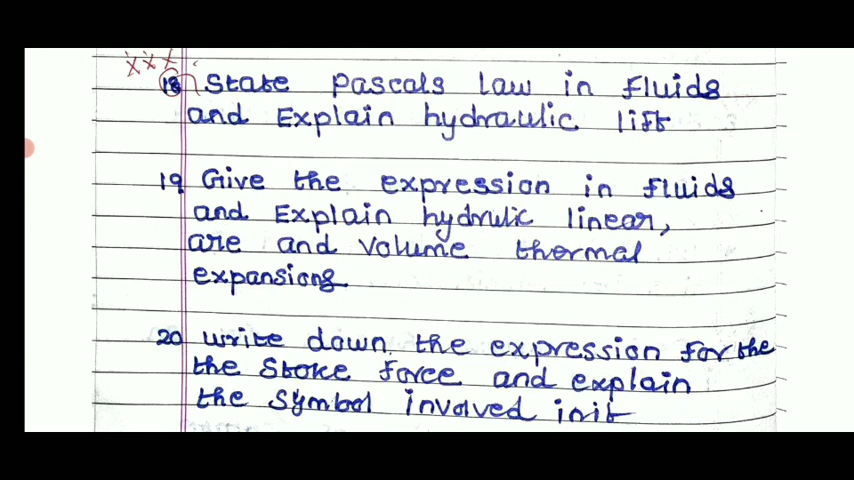 xxx
18 State pascals law in fluids
and Explain hydraulic lift
19 Give the expression in fluids
and Explain hydrulic linear,
are and volume thermal
expansions
20 write down the expression for the
the Stoke force and explain
the symbol involved init